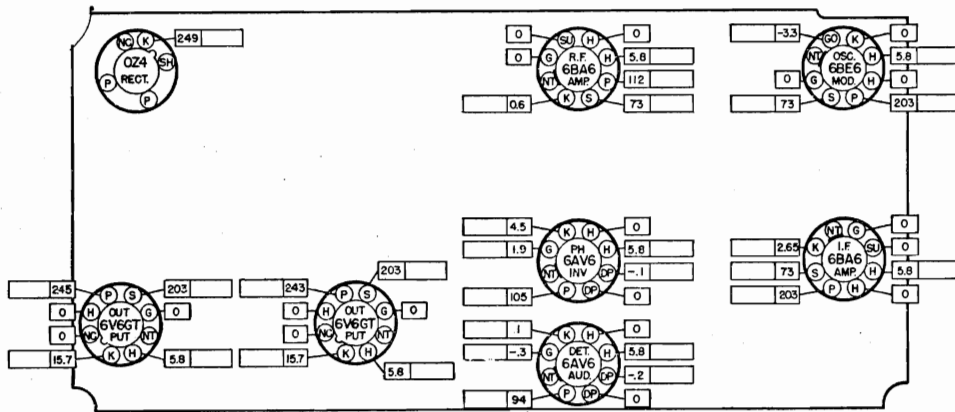 NC K 249
OZ4 SH
RECT.
P
P
0 SU H 0
0 G R.F. H 5.8
NT 6BA6
AMP. P 112
0.6 K S 73
-3.3 GO K 0
NT OSC. H 5.8
6BE6
0 G MOD. H 0
73 S P 203
4.5 K H 0
1.9 G PH H 5.8
6AV6
NT INV DP -.1
105 P DP 0
NT G 0
2.65 K I.F SU 0
6BA6
73 S AMP. H 5.8
203 P H 0
245 P S 203
0 H OUT G 0
6V6GT
0 NC PUT NT
15.7 K H 5.8
203
243 P S
0 H OUT G 0
6V6GT
0 NC PUT NT
15.7 K H
5.8
.1 K H 0
-.3 G DET. H 5.8
6AV6
NT AUD. DP -.2
94 P DP 0